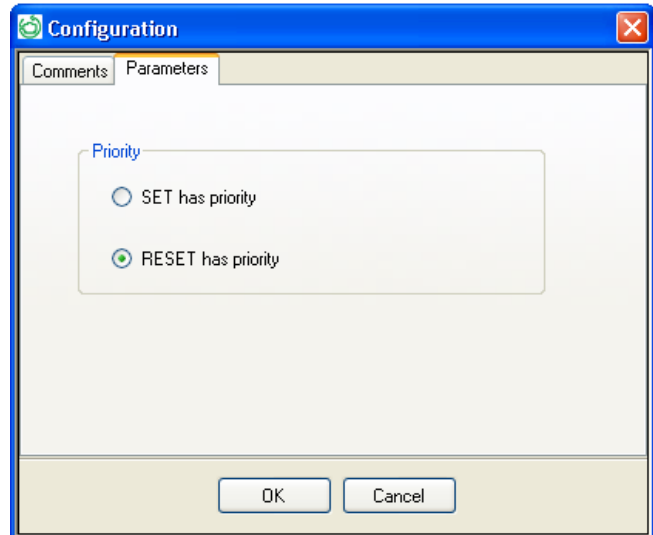 Configuration
Comments Parameters
Priority
SET has priority
RESET has priority
OK Cancel